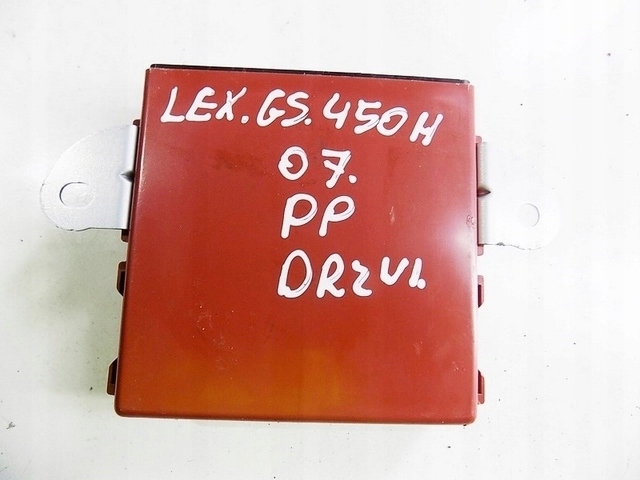 LEX.GS.450H
07.
PP
DRZWI.